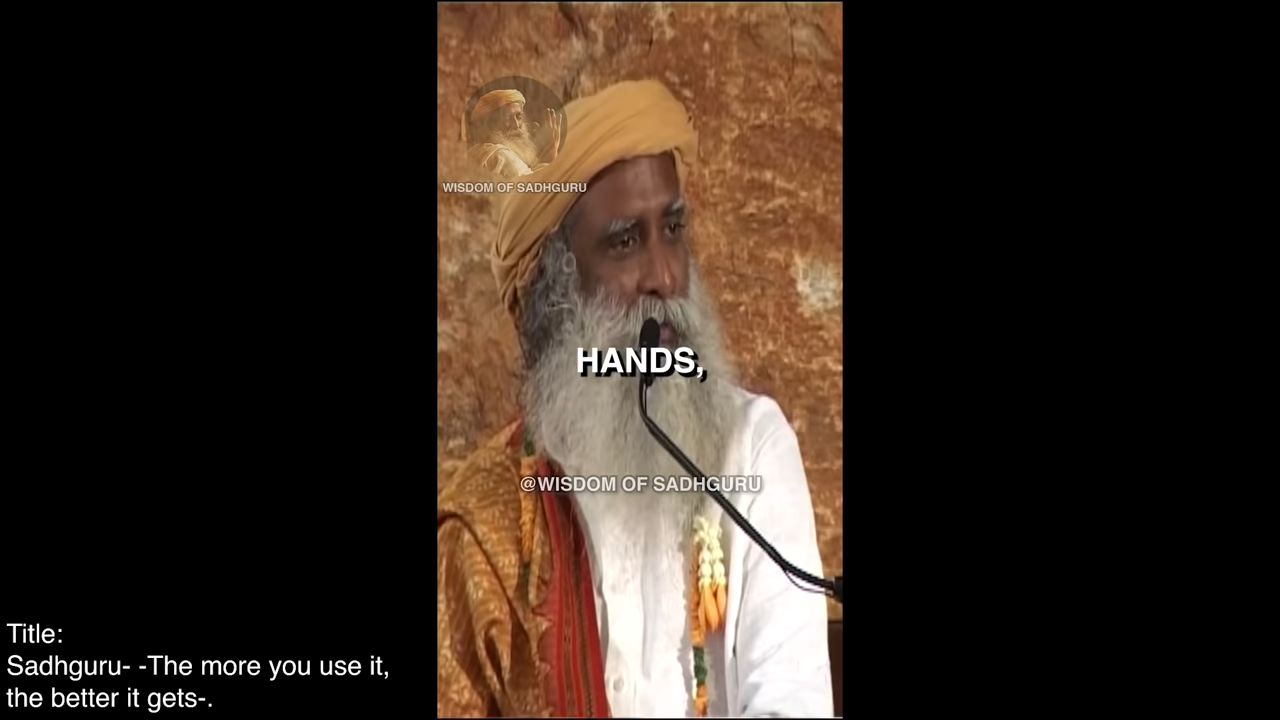 WISDOM OF SADHGURU
HANDS,
@WISDOM OF SADHGURU
Title:
Sadhguru- -The more you use it,
the better it gets-.